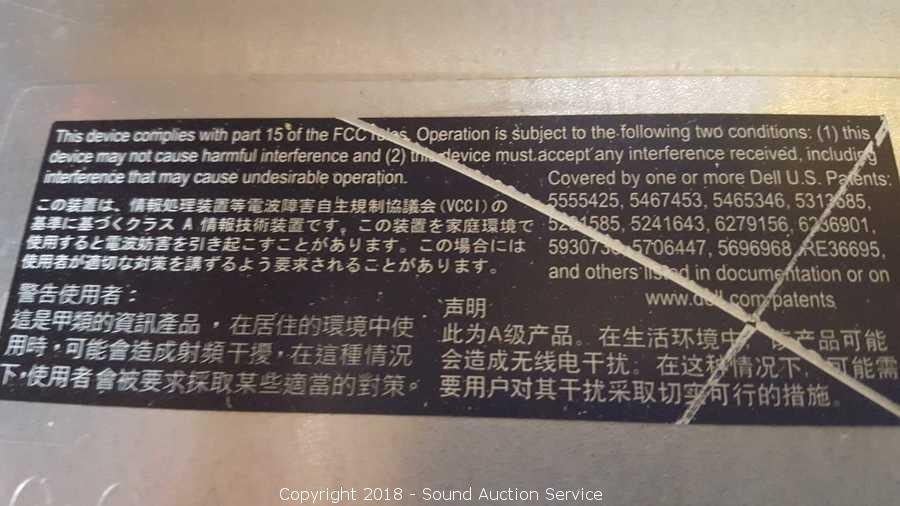 This device complies with part 15 of the FCC rules. Operation is subject to the following two conditions: (1) this
device may not cause harmful interference and (2) this device must accept any interference received, including
interference that may cause undesirable operation.
Covered by one or more Dell U.S. Patents:
5555425, 5467453, 5465346,
5241643, 6279156, 6236901,
5706447, 5696968, RE36695,
and others listed in documentation or on
www.dell.com/patents
この装置は、情報処理装置等電波障害自主規制協議会(VCCI)の
基準に基づくクラス A 情報技術装置です。この装置を家庭環境で
使用すると電波妨害を引き起こすことがあります。この場合には
使用者が適切な対策を講ずるよう要求されることがあります。
警告使用者：
這是甲類的資訊產品，在居住的環境中使
用時，可能會造成射頻干擾，在這種情況
下，使用者會被要求採取某些適當的對策。
声明
此为A级产品。在生活环境中，该产品可能
会造成无线电干扰。在这种情况下，可能需
要用户对其干扰采取切实可行的措施。
Copyright 2018 - Sound Auction Service